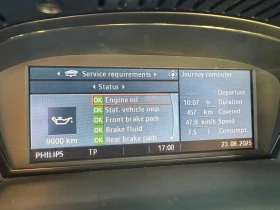 Service requirements
Journey computer
Status
OK Engine oil
OK Stat. vehicle insp.
OK Front brake pads
OK Brake fluid
OK Rear brake pads
9000 km
--:-- Departure
10:07 h Duration
457 km Covered
47.9 km/h Speed
7.5 Consumpt.
PHILIPS TP 17:00 23.08.2025